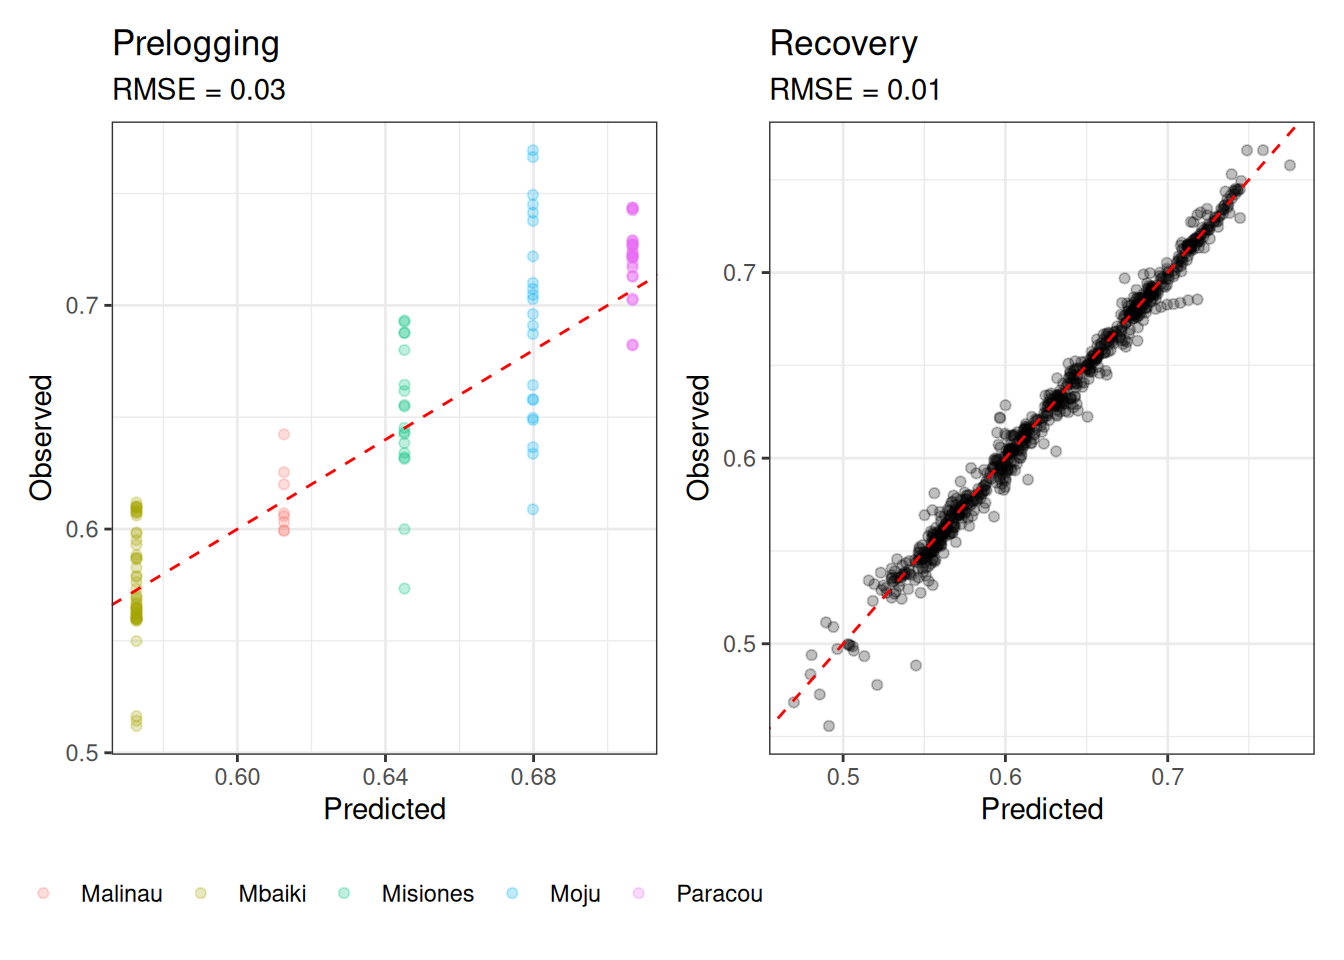 Prelogging
RMSE = 0.03
Observed
0.7
0.6
0.5
0.60 0.64 0.68
Predicted
Recovery
RMSE = 0.01
Observed
0.7
0.6
0.5
0.5 0.6 0.7
Predicted
Malinau Mbaiki Misiones Moju Paracou